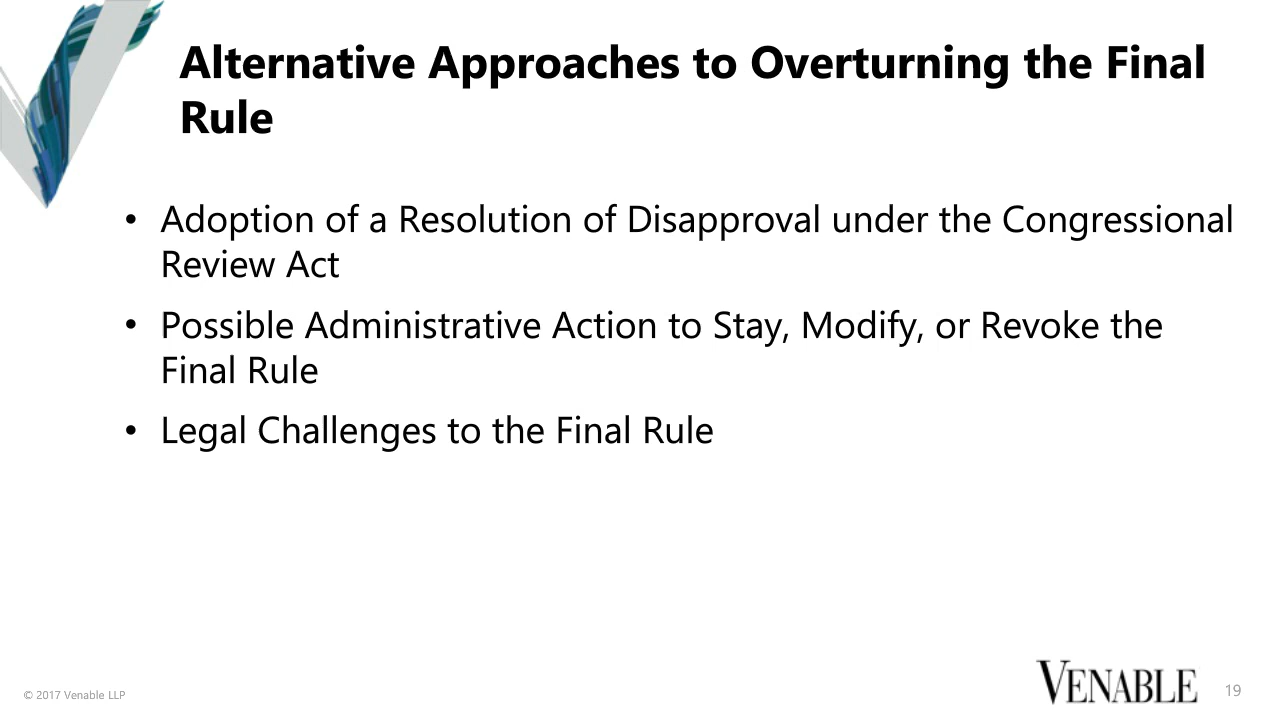 Alternative Approaches to Overturning the Final
Rule
• Adoption of a Resolution of Disapproval under the Congressional
Review Act
• Possible Administrative Action to Stay, Modify, or Revoke the
Final Rule
• Legal Challenges to the Final Rule
© 2017 Venable LLP
VENABLE
19